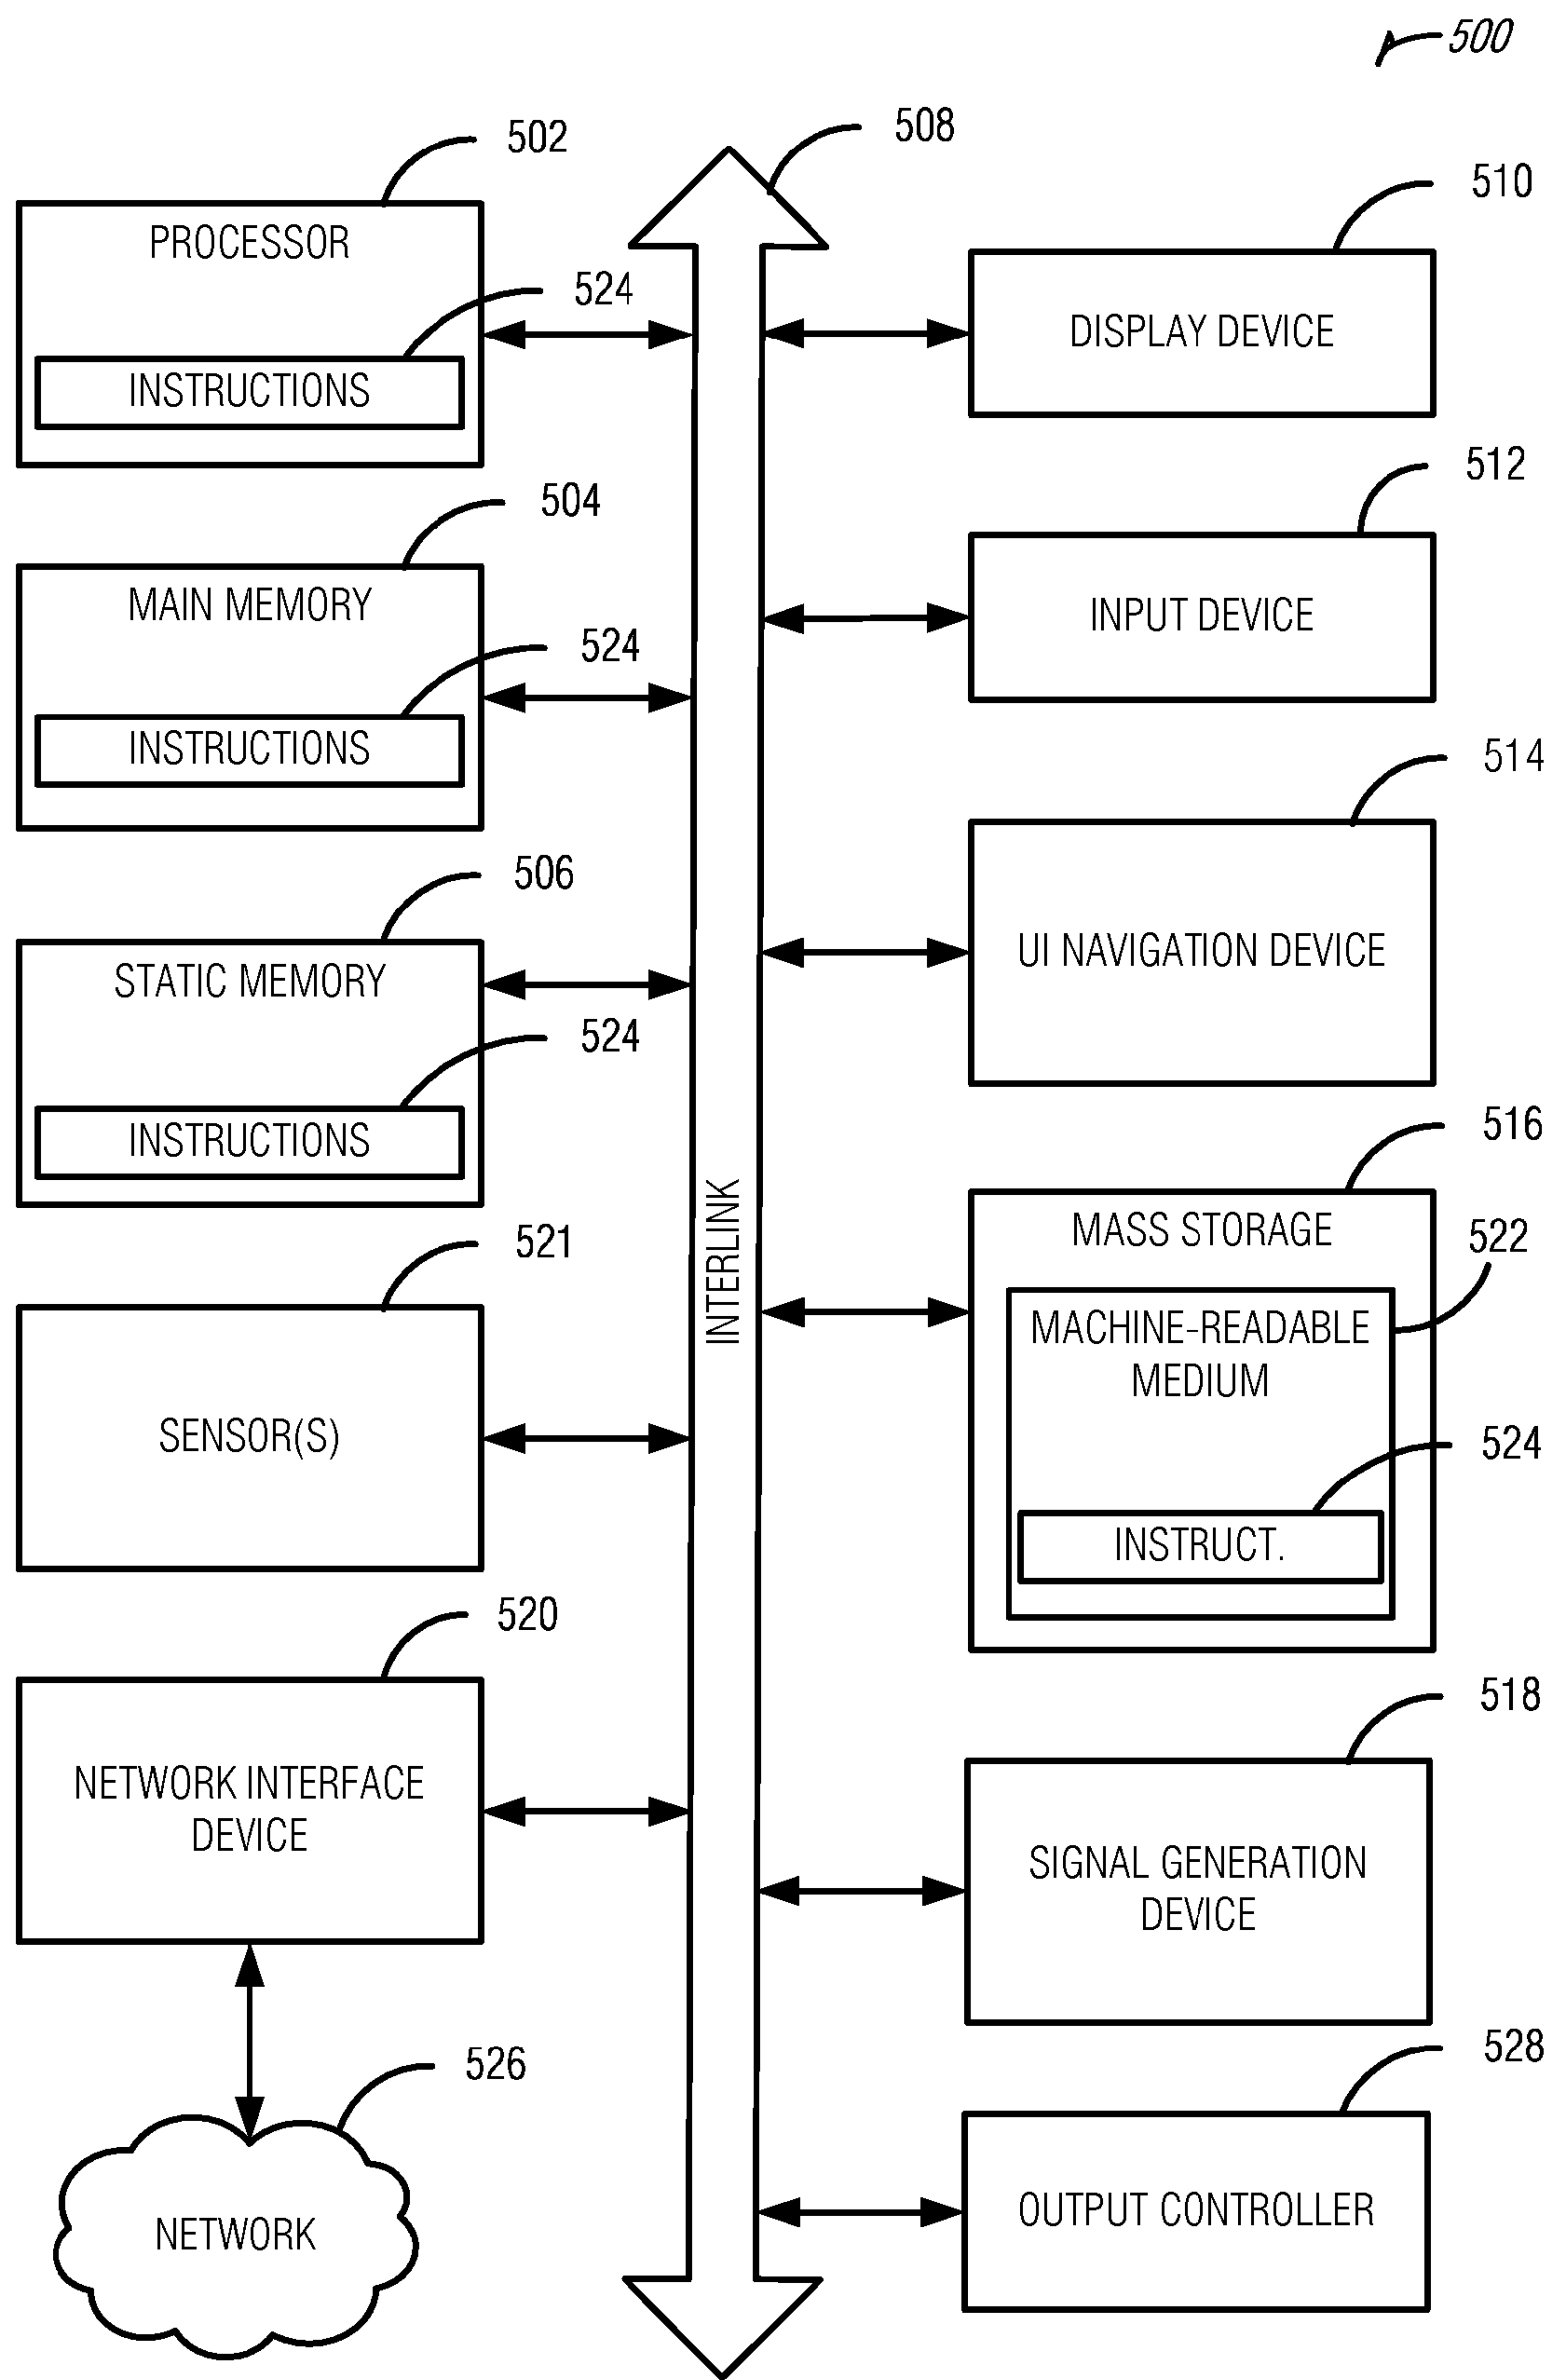 500
502
PROCESSOR
524
INSTRUCTIONS
504
MAIN MEMORY
524
INSTRUCTIONS
506
STATIC MEMORY
524
INSTRUCTIONS
521
SENSOR(S)
520
NETWORK INTERFACE
DEVICE
526
NETWORK
508
INTERLINK
510
DISPLAY DEVICE
512
INPUT DEVICE
514
UI NAVIGATION DEVICE
516
MASS STORAGE
522
MACHINE-READABLE
MEDIUM
524
INSTRUCT.
518
SIGNAL GENERATION
DEVICE
528
OUTPUT CONTROLLER